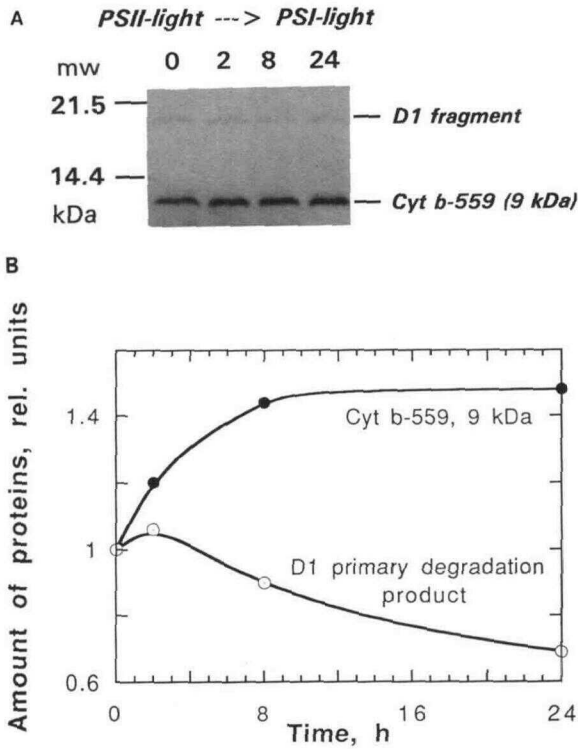 A
PSII-light ---> PSI-light
mw 0 2 8 24
21.5
D1 fragment
14.4
Cyt b-559 (9 kDa)
kDa
B
Amount of proteins, rel. units
1.4
Cyt b-559, 9 kDa
1
D1 primary degradation
product
0.6
0 8 16 24
Time, h